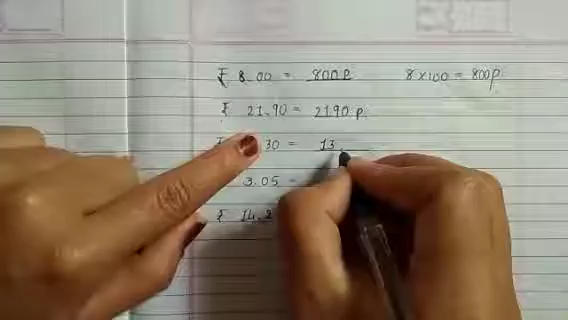 ₹ 8.00 = 800 P 8 x 100 = 800 p.
₹ 21.90 = 2190 p.
30 = 13
3.05 =
₹ 14.2